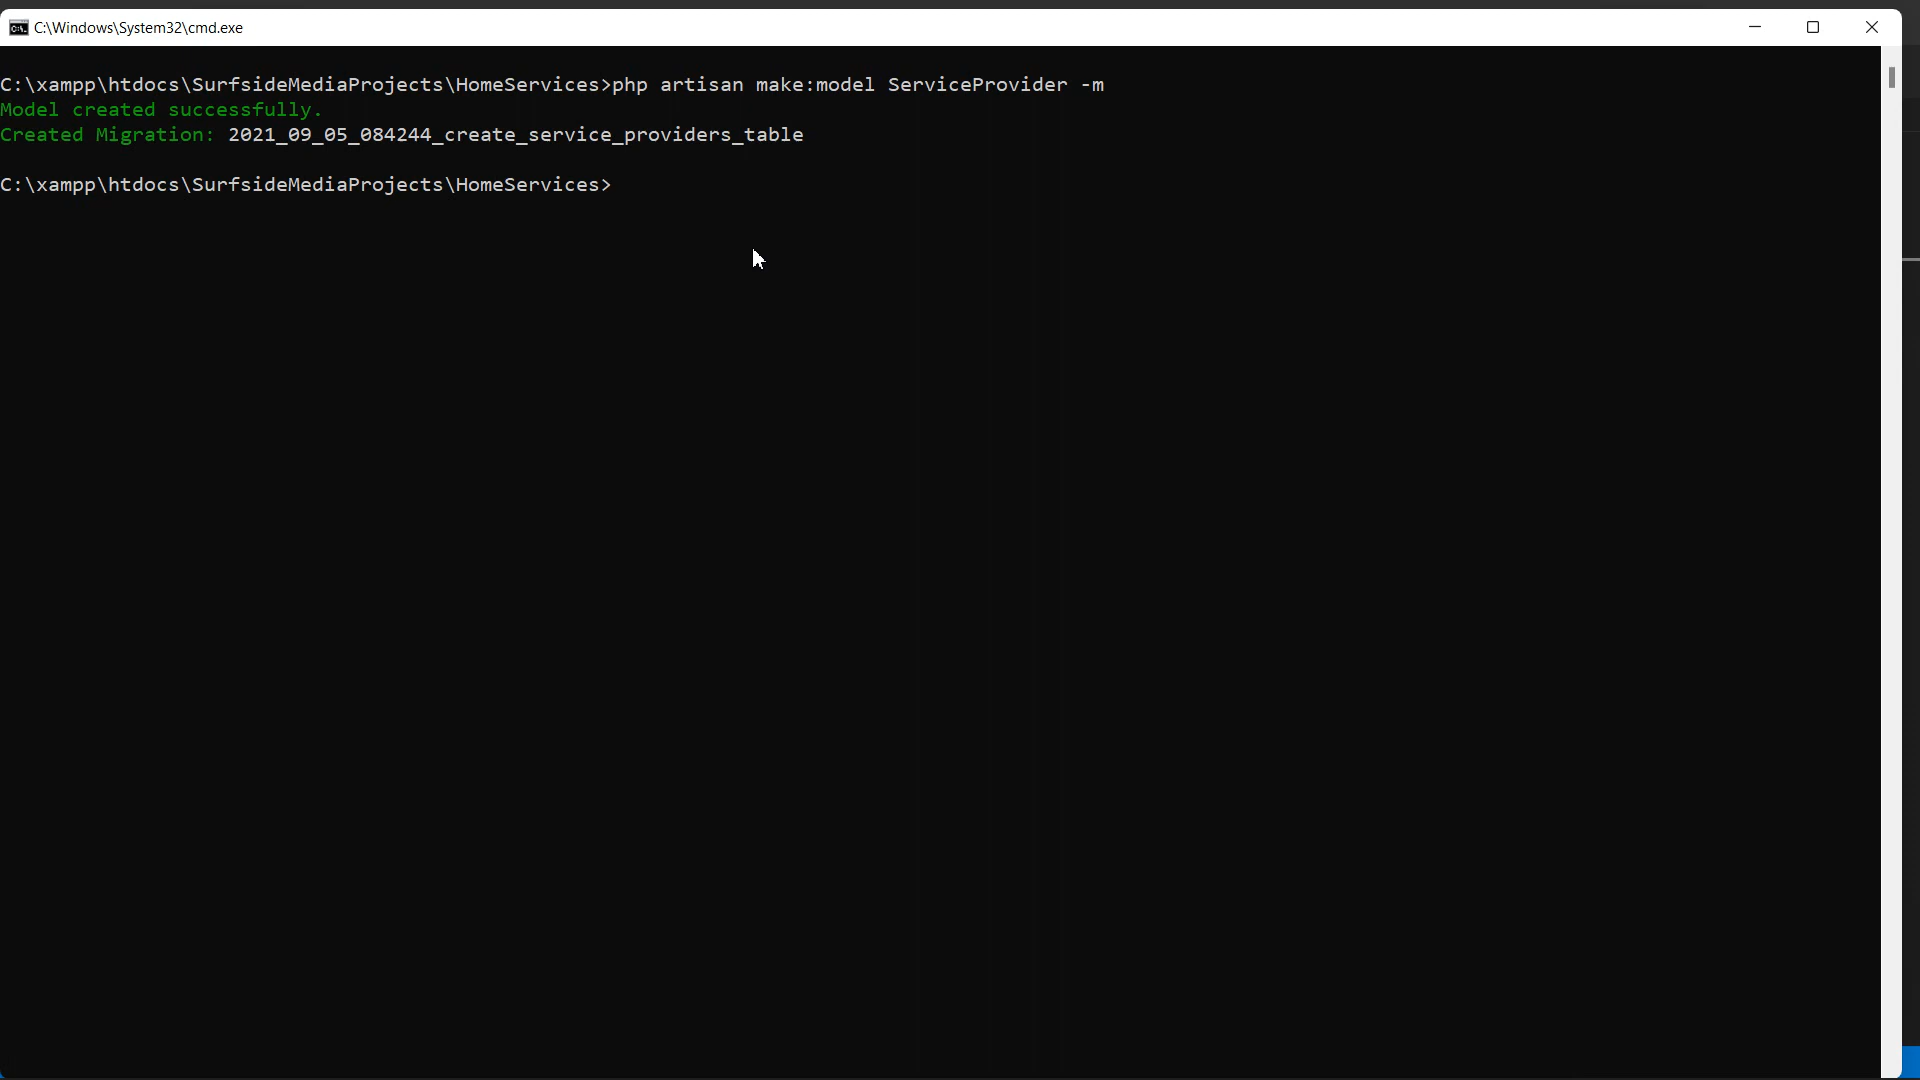 C:\Windows\System32\cmd.exe
C:\xampp\htdocs\SurfsideMediaProjects\HomeServices>php artisan make:model ServiceProvider -m
Model created successfully.
Created Migration: 2021_09_05_084244_create_service_providers_table
C:\xampp\htdocs\SurfsideMediaProjects\HomeServices>